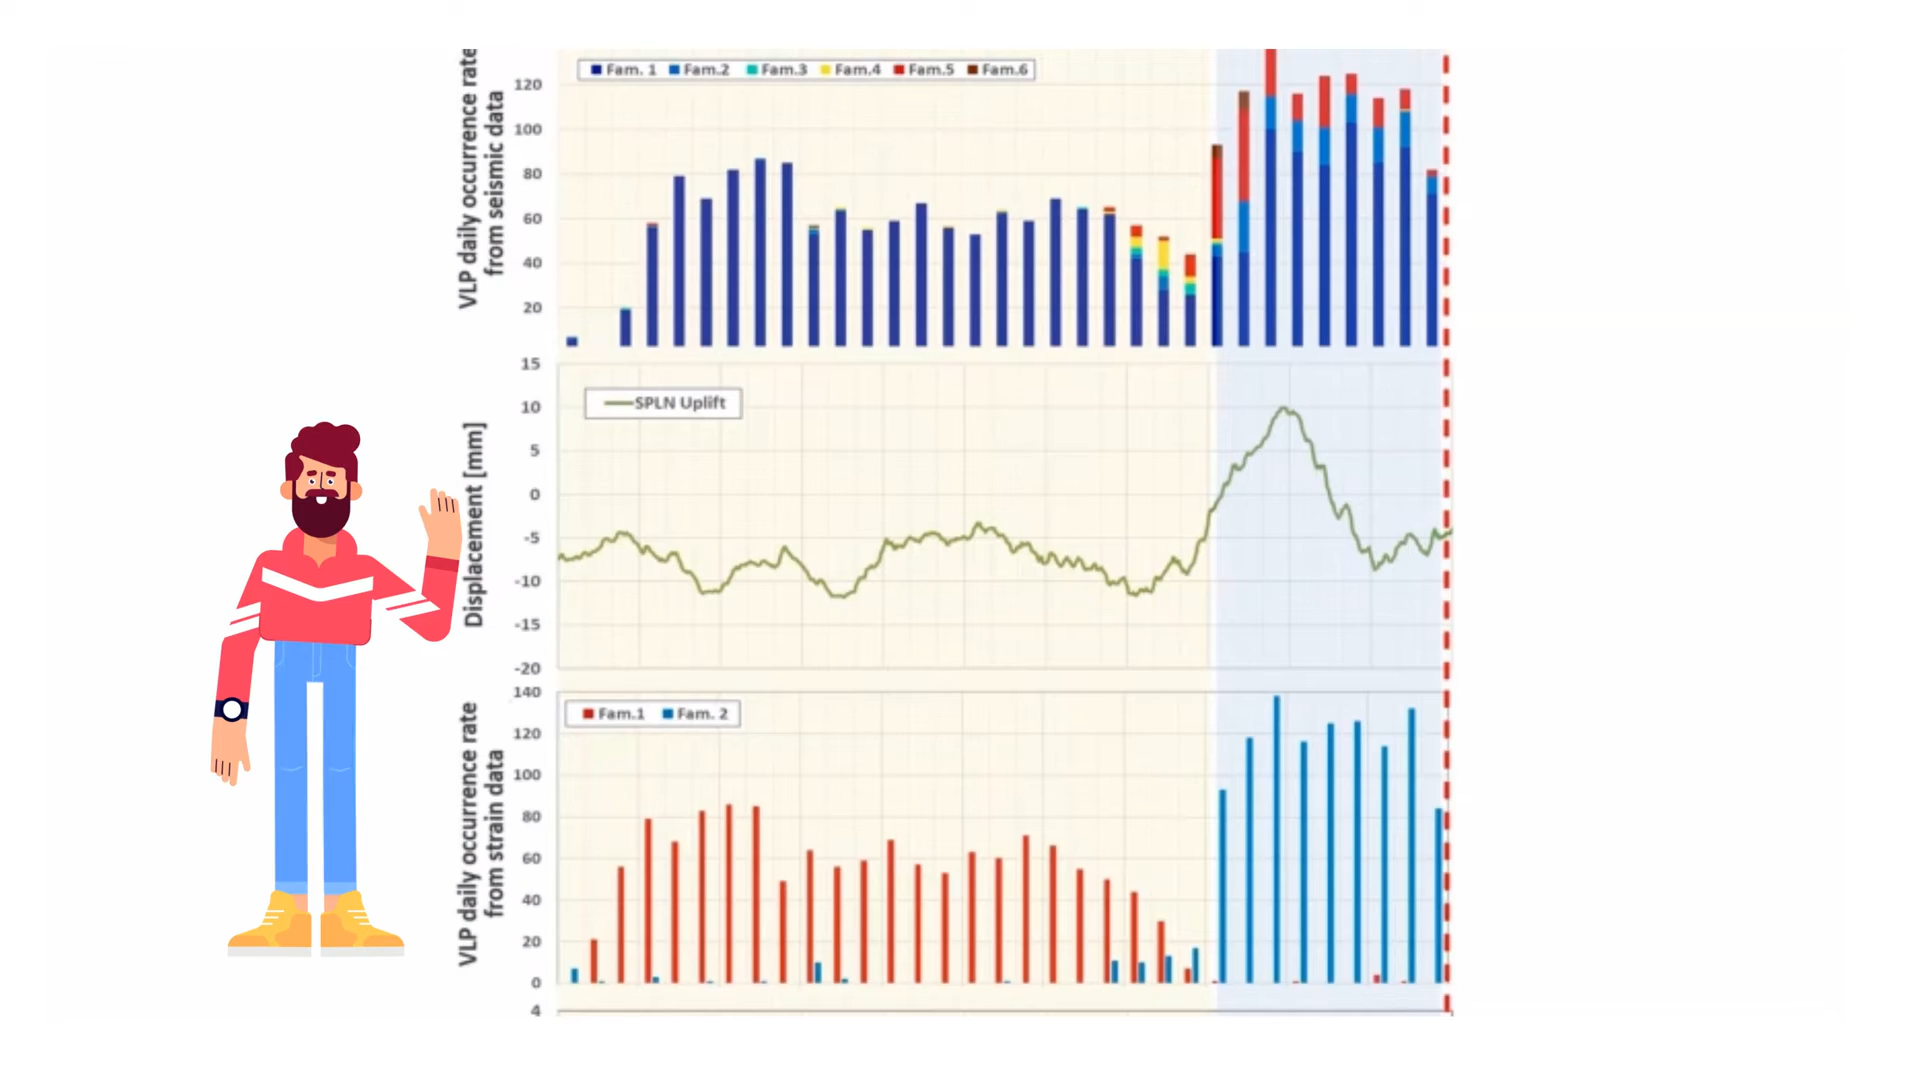 VLP daily occurrence rate
from seismic data
Fam. 1 Fam.2 Fam.3 Fam.4 Fam.5 Fam.6
120
100
80
60
40
20
Displacement [mm]
SPLN Uplift
15
10
5
0
-5
-10
-15
-20
VLP daily occurrence rate
from strain data
Fam.1 Fam. 2
140
120
100
80
60
40
20
0
4